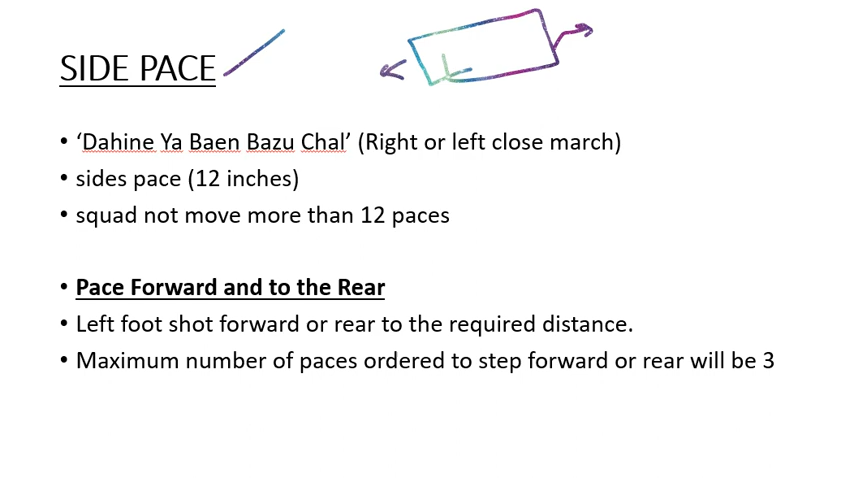 SIDE PACE
• ‘Dahine Ya Baen Bazu Chal’ (Right or left close march)
• sides pace (12 inches)
• squad not move more than 12 paces
• Pace Forward and to the Rear
• Left foot shot forward or rear to the required distance.
• Maximum number of paces ordered to step forward or rear will be 3